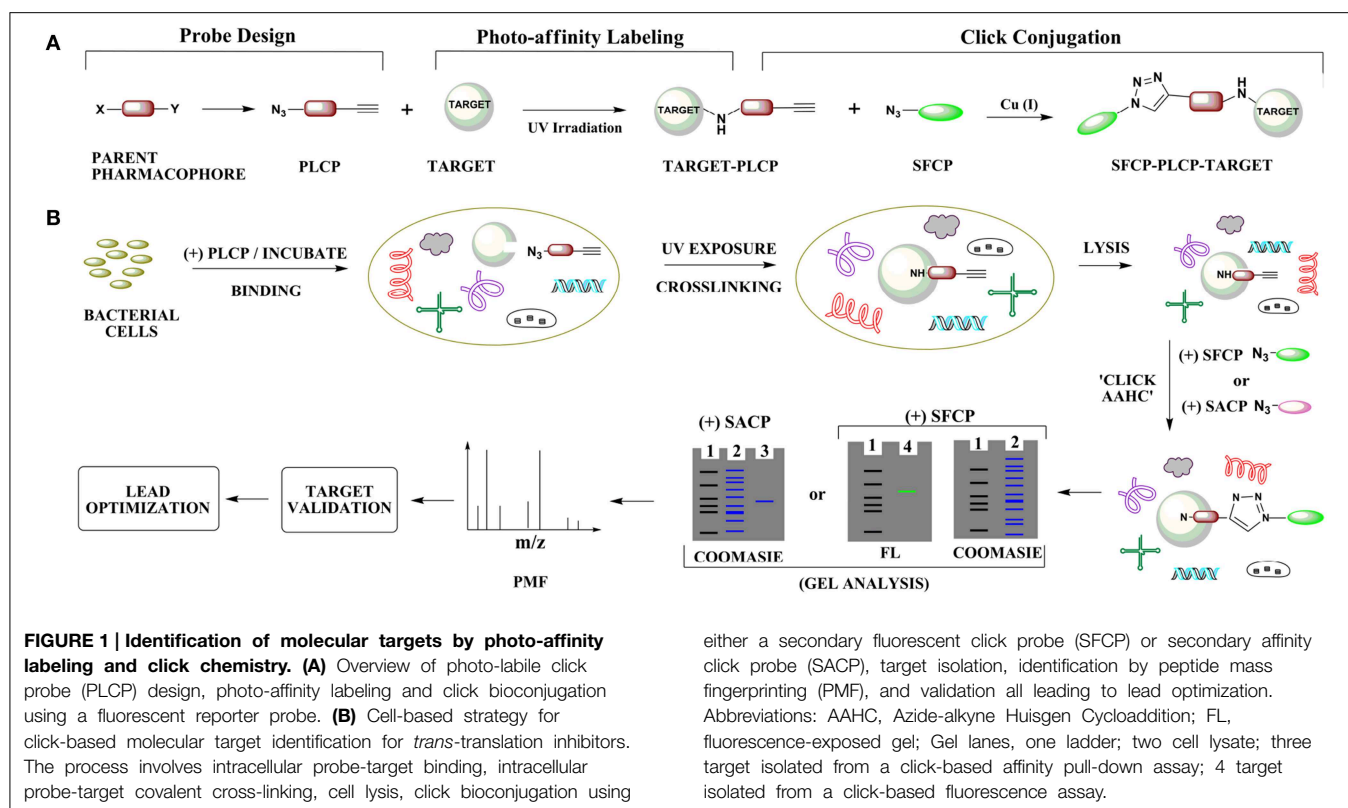 A
Probe Design
Photo-affinity Labeling
Click Conjugation
X
Y
N3
+
TARGET
UV Irradiation
TARGET
N
H
+
N3
Cu (I)
N
N
N
H
N
TARGET
PARENT
PHARMACOPHORE
PLCP
TARGET
TARGET-PLCP
SFCP
SFCP-PLCP-TARGET
B
BACTERIAL
CELLS
(+) PLCP / INCUBATE
BINDING
N3
UV EXPOSURE
CROSSLINKING
NH
LYSIS
NH
'CLICK
AAHC'
(+) SFCP N3
or
(+) SACP N3
N
N
N
N
(+) SACP
1 2 3
COOMASIE
or
(+) SFCP
1 4
FL
1 2
COOMASIE
(GEL ANALYSIS)
m/z
PMF
TARGET
VALIDATION
LEAD
OPTIMIZATION
FIGURE 1 | Identification of molecular targets by photo-affinity
labeling and click chemistry. (A) Overview of photo-labile click
probe (PLCP) design, photo-affinity labeling and click bioconjugation
using a fluorescent reporter probe. (B) Cell-based strategy for
click-based molecular target identification for trans-translation inhibitors.
The process involves intracellular probe-target binding, intracellular
probe-target covalent cross-linking, cell lysis, click bioconjugation using
either a secondary fluorescent click probe (SFCP) or secondary affinity
click probe (SACP), target isolation, identification by peptide mass
fingerprinting (PMF), and validation all leading to lead optimization.
Abbreviations: AAHC, Azide-alkyne Huisgen Cycloaddition; FL,
fluorescence-exposed gel; Gel lanes, one ladder; two cell lysate; three
target isolated from a click-based affinity pull-down assay; 4 target
isolated from a click-based fluorescence assay.